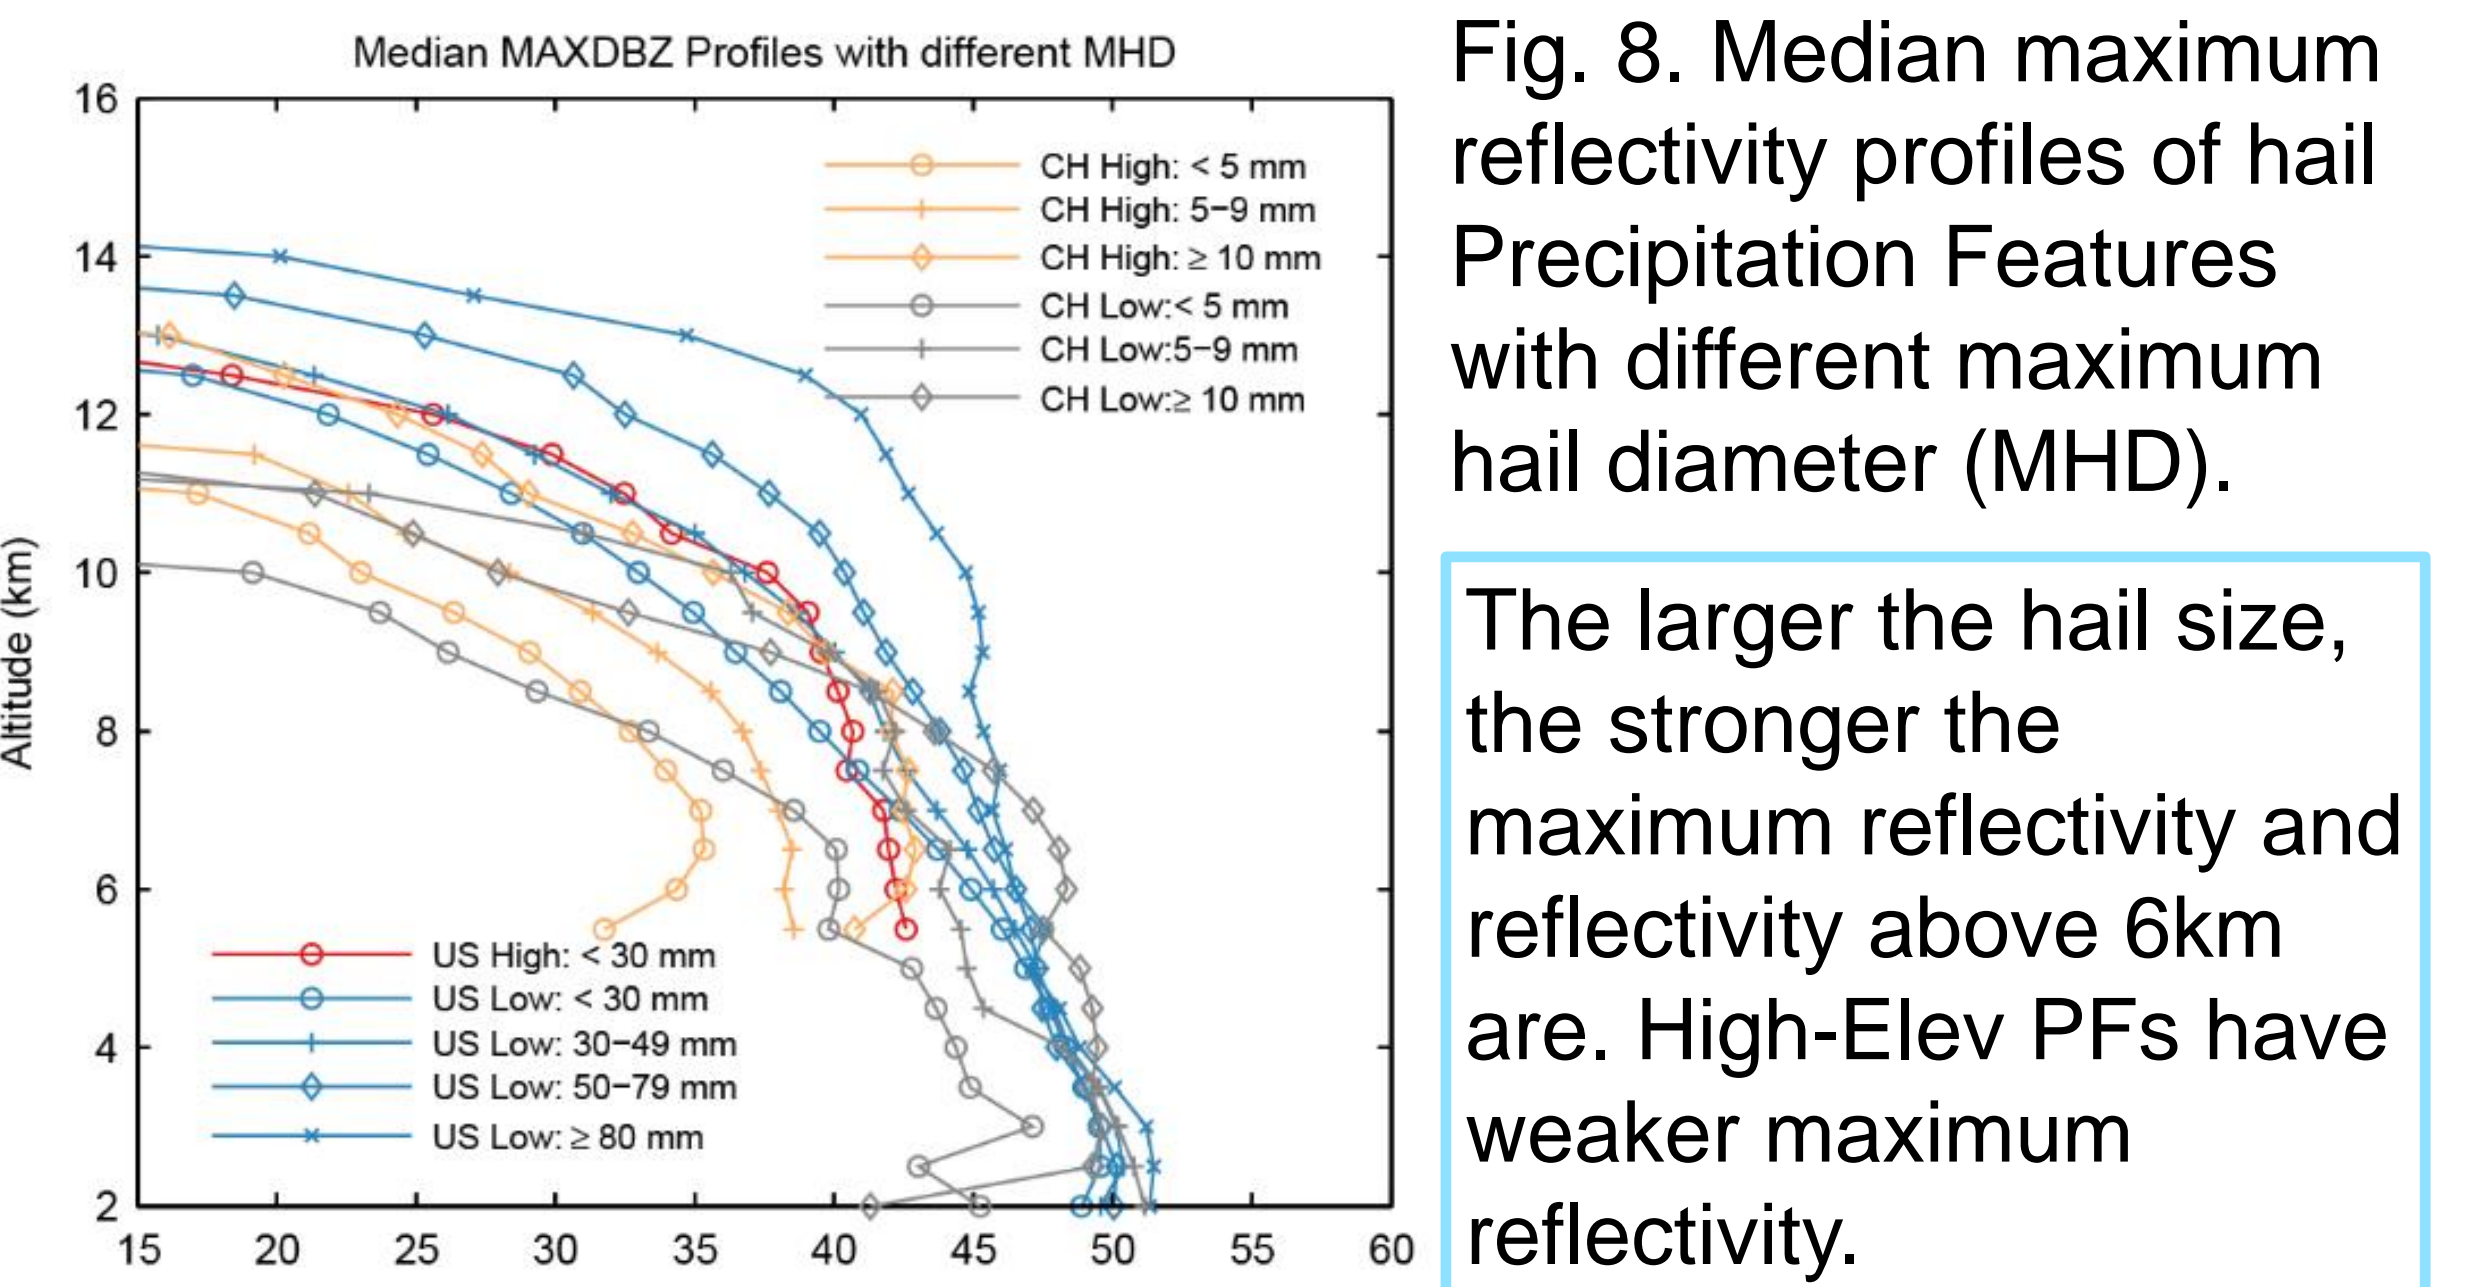 Median MAXDBZ Profiles with different MHD
16
14
12
10
8
6
4
2
Altitude (km)
CH High: < 5 mm
CH High: 5−9 mm
CH High: ≥ 10 mm
CH Low:< 5 mm
CH Low:5−9 mm
CH Low:≥ 10 mm
US High: < 30 mm
US Low: < 30 mm
US Low: 30−49 mm
US Low: 50−79 mm
US Low: ≥ 80 mm
15 20 25 30 35 40 45 50 55 60
Fig. 8. Median maximum
reflectivity profiles of hail
Precipitation Features
with different maximum
hail diameter (MHD).
The larger the hail size,
the stronger the
maximum reflectivity and
reflectivity above 6km
are. High-Elev PFs have
weaker maximum
reflectivity.